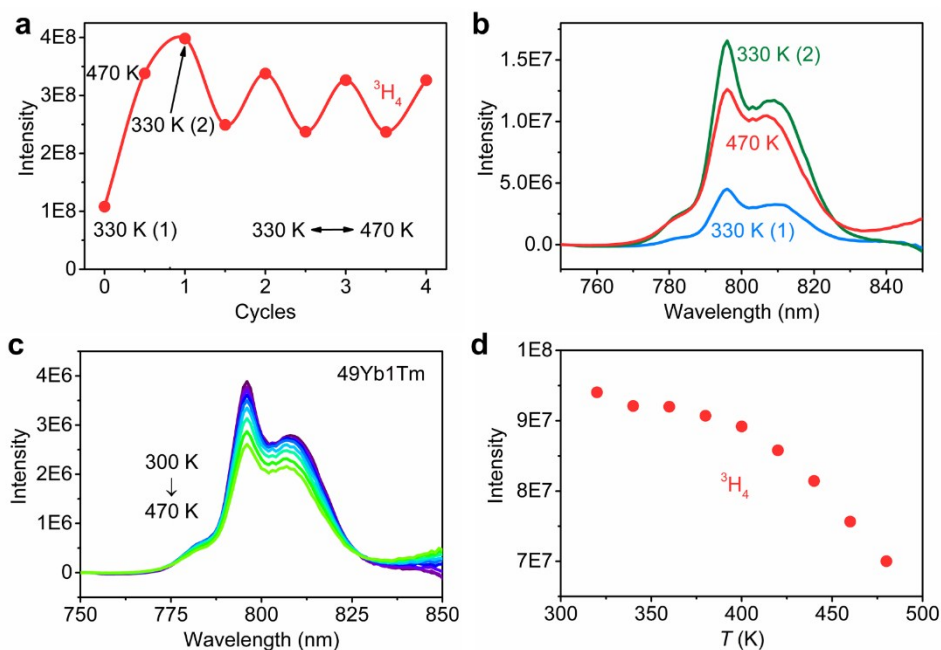 a
4E8
3E8
2E8
1E8
0
Intensity
470 K
330 K (2)
³H₄
330 K (1)
330 K ↔ 470 K
0 1 2 3 4
Cycles
b
1.5E7
1.0E7
5.0E6
0.0
Intensity
330 K (2)
470 K
330 K (1)
760 780 800 820 840
Wavelength (nm)
c
4E6
3E6
2E6
1E6
0
Intensity
49Yb1Tm
300 K
↓
470 K
750 775 800 825 850
Wavelength (nm)
d
1E8
9E7
8E7
7E7
Intensity
³H₄
300 350 400 450 500
T (K)